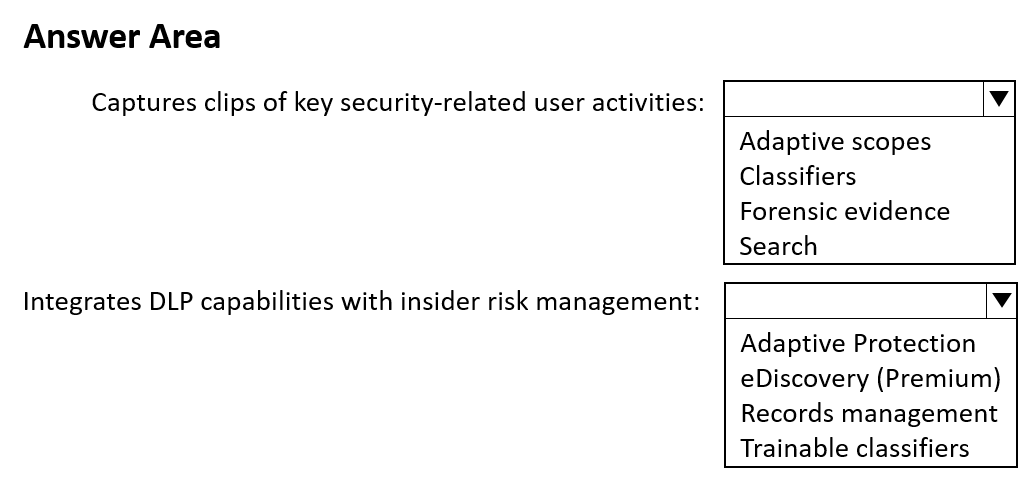 Answer Area
Captures clips of key security-related user activities:
Adaptive scopes
Classifiers
Forensic evidence
Search
Integrates DLP capabilities with insider risk management:
Adaptive Protection
eDiscovery (Premium)
Records management
Trainable classifiers